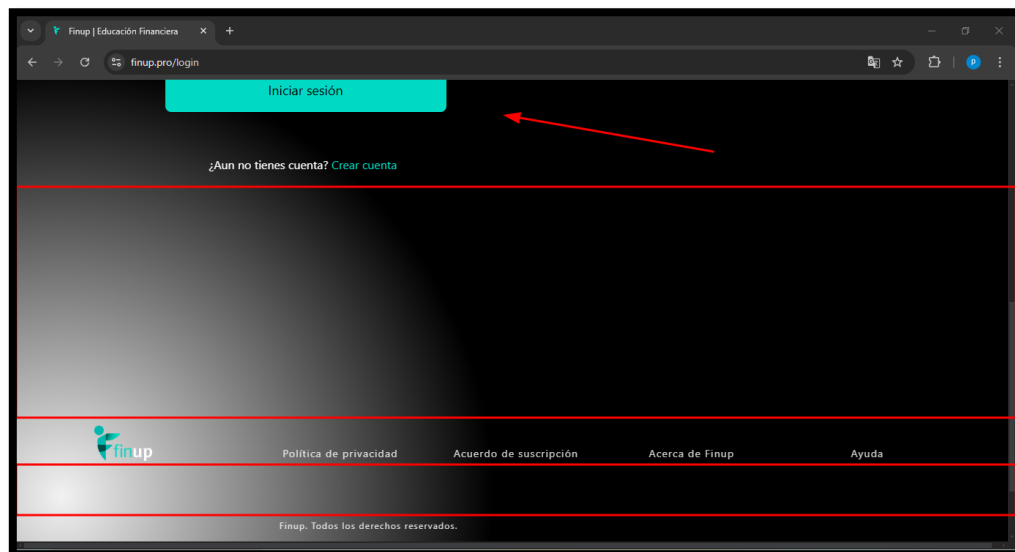 Finup | Educación Financiera
finup.pro/login
P
Iniciar sesión
¿Aun no tienes cuenta? Crear cuenta
finup
Política de privacidad
Acuerdo de suscripción
Acerca de Finup
Ayuda
Finup. Todos los derechos reservados.